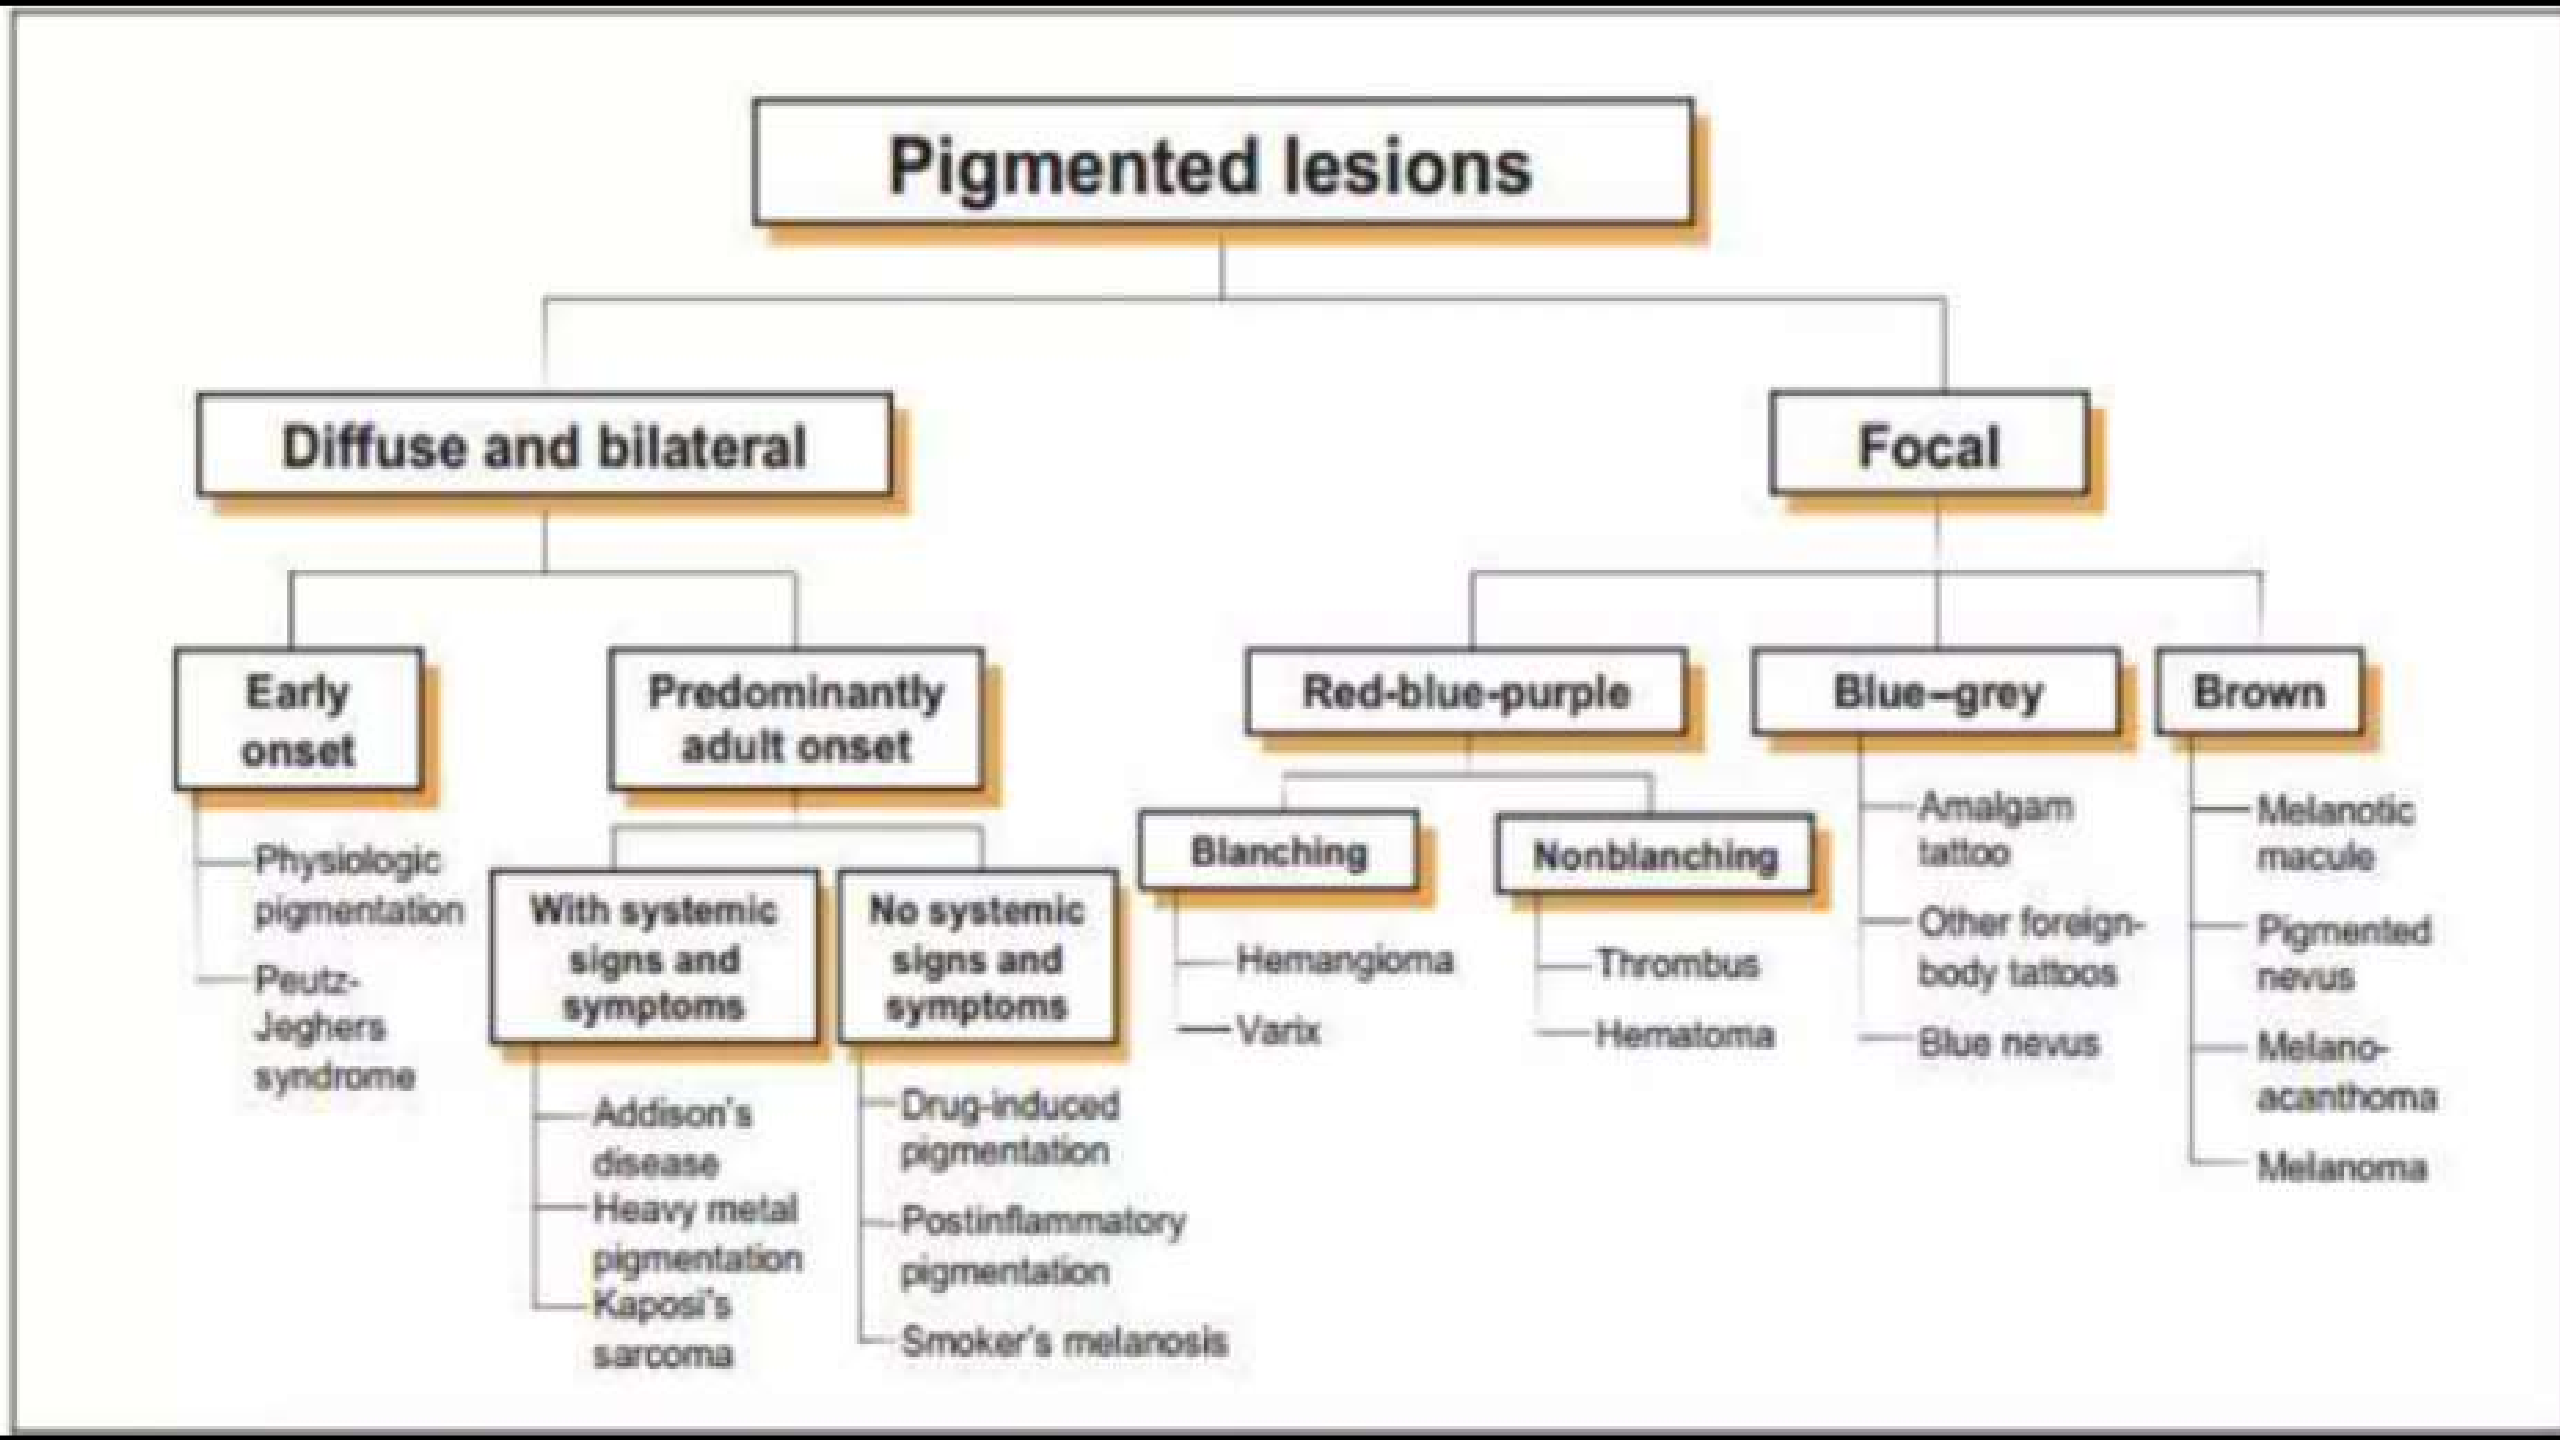 Pigmented lesions
Diffuse and bilateral
Focal
Early
onset
Predominantly
adult onset
Red-blue-purple
Blue–grey
Brown
Physiologic
pigmentation
Peutz-
Jeghers
syndrome
With systemic
signs and
symptoms
Addison's
disease
Heavy metal
pigmentation
Kaposi's
sarcoma
No systemic
signs and
symptoms
Drug-induced
pigmentation
Postinflammatory
pigmentation
Smoker's melanosis
Blanching
Hemangioma
Varix
Nonblanching
Thrombus
Hematoma
Amalgam
tattoo
Other foreign-
body tattoos
Blue nevus
Melanotic
macule
Pigmented
nevus
Melano-
acanthoma
Melanoma